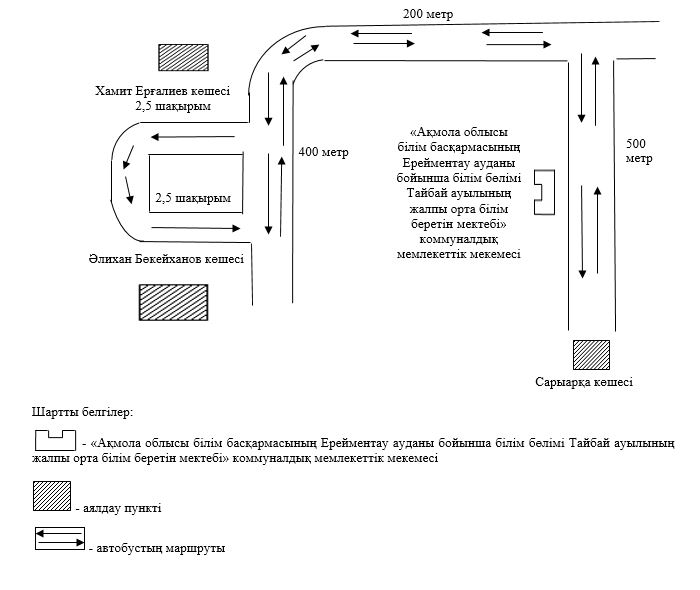 200 метр
Хамит Ерғалиев көшесі
2,5 шақырым
400 метр
«Ақмола облысы
білім басқармасының
Ерейментау ауданы
бойынша білім бөлімі
Тайбай ауылының
жалпы орта білім
беретін мектебі»
коммуналдық
мемлекеттік мекемесі
500
метр
2,5 шақырым
Әлихан Бөкейханов көшесі
Сарыарқа көшесі
Шартты белгілер:
- «Ақмола облысы білім басқармасының Ерейментау ауданы бойынша білім бөлімі Тайбай ауылының
жалпы орта білім беретін мектебі» коммуналдық мемлекеттік мекемесі
- аялдау пункті
- автобустың маршруты